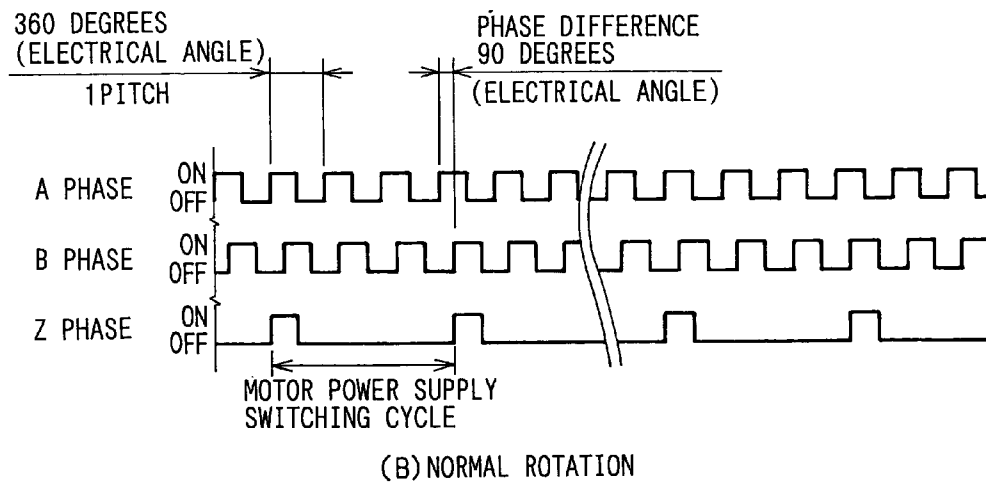 360 DEGREES
(ELECTRICAL ANGLE)
1PITCH
PHASE DIFFERENCE
90 DEGREES
(ELECTRICAL ANGLE)
A PHASE
ON
OFF
B PHASE
ON
OFF
Z PHASE
ON
OFF
MOTOR POWER SUPPLY
SWITCHING CYCLE
(B) NORMAL ROTATION